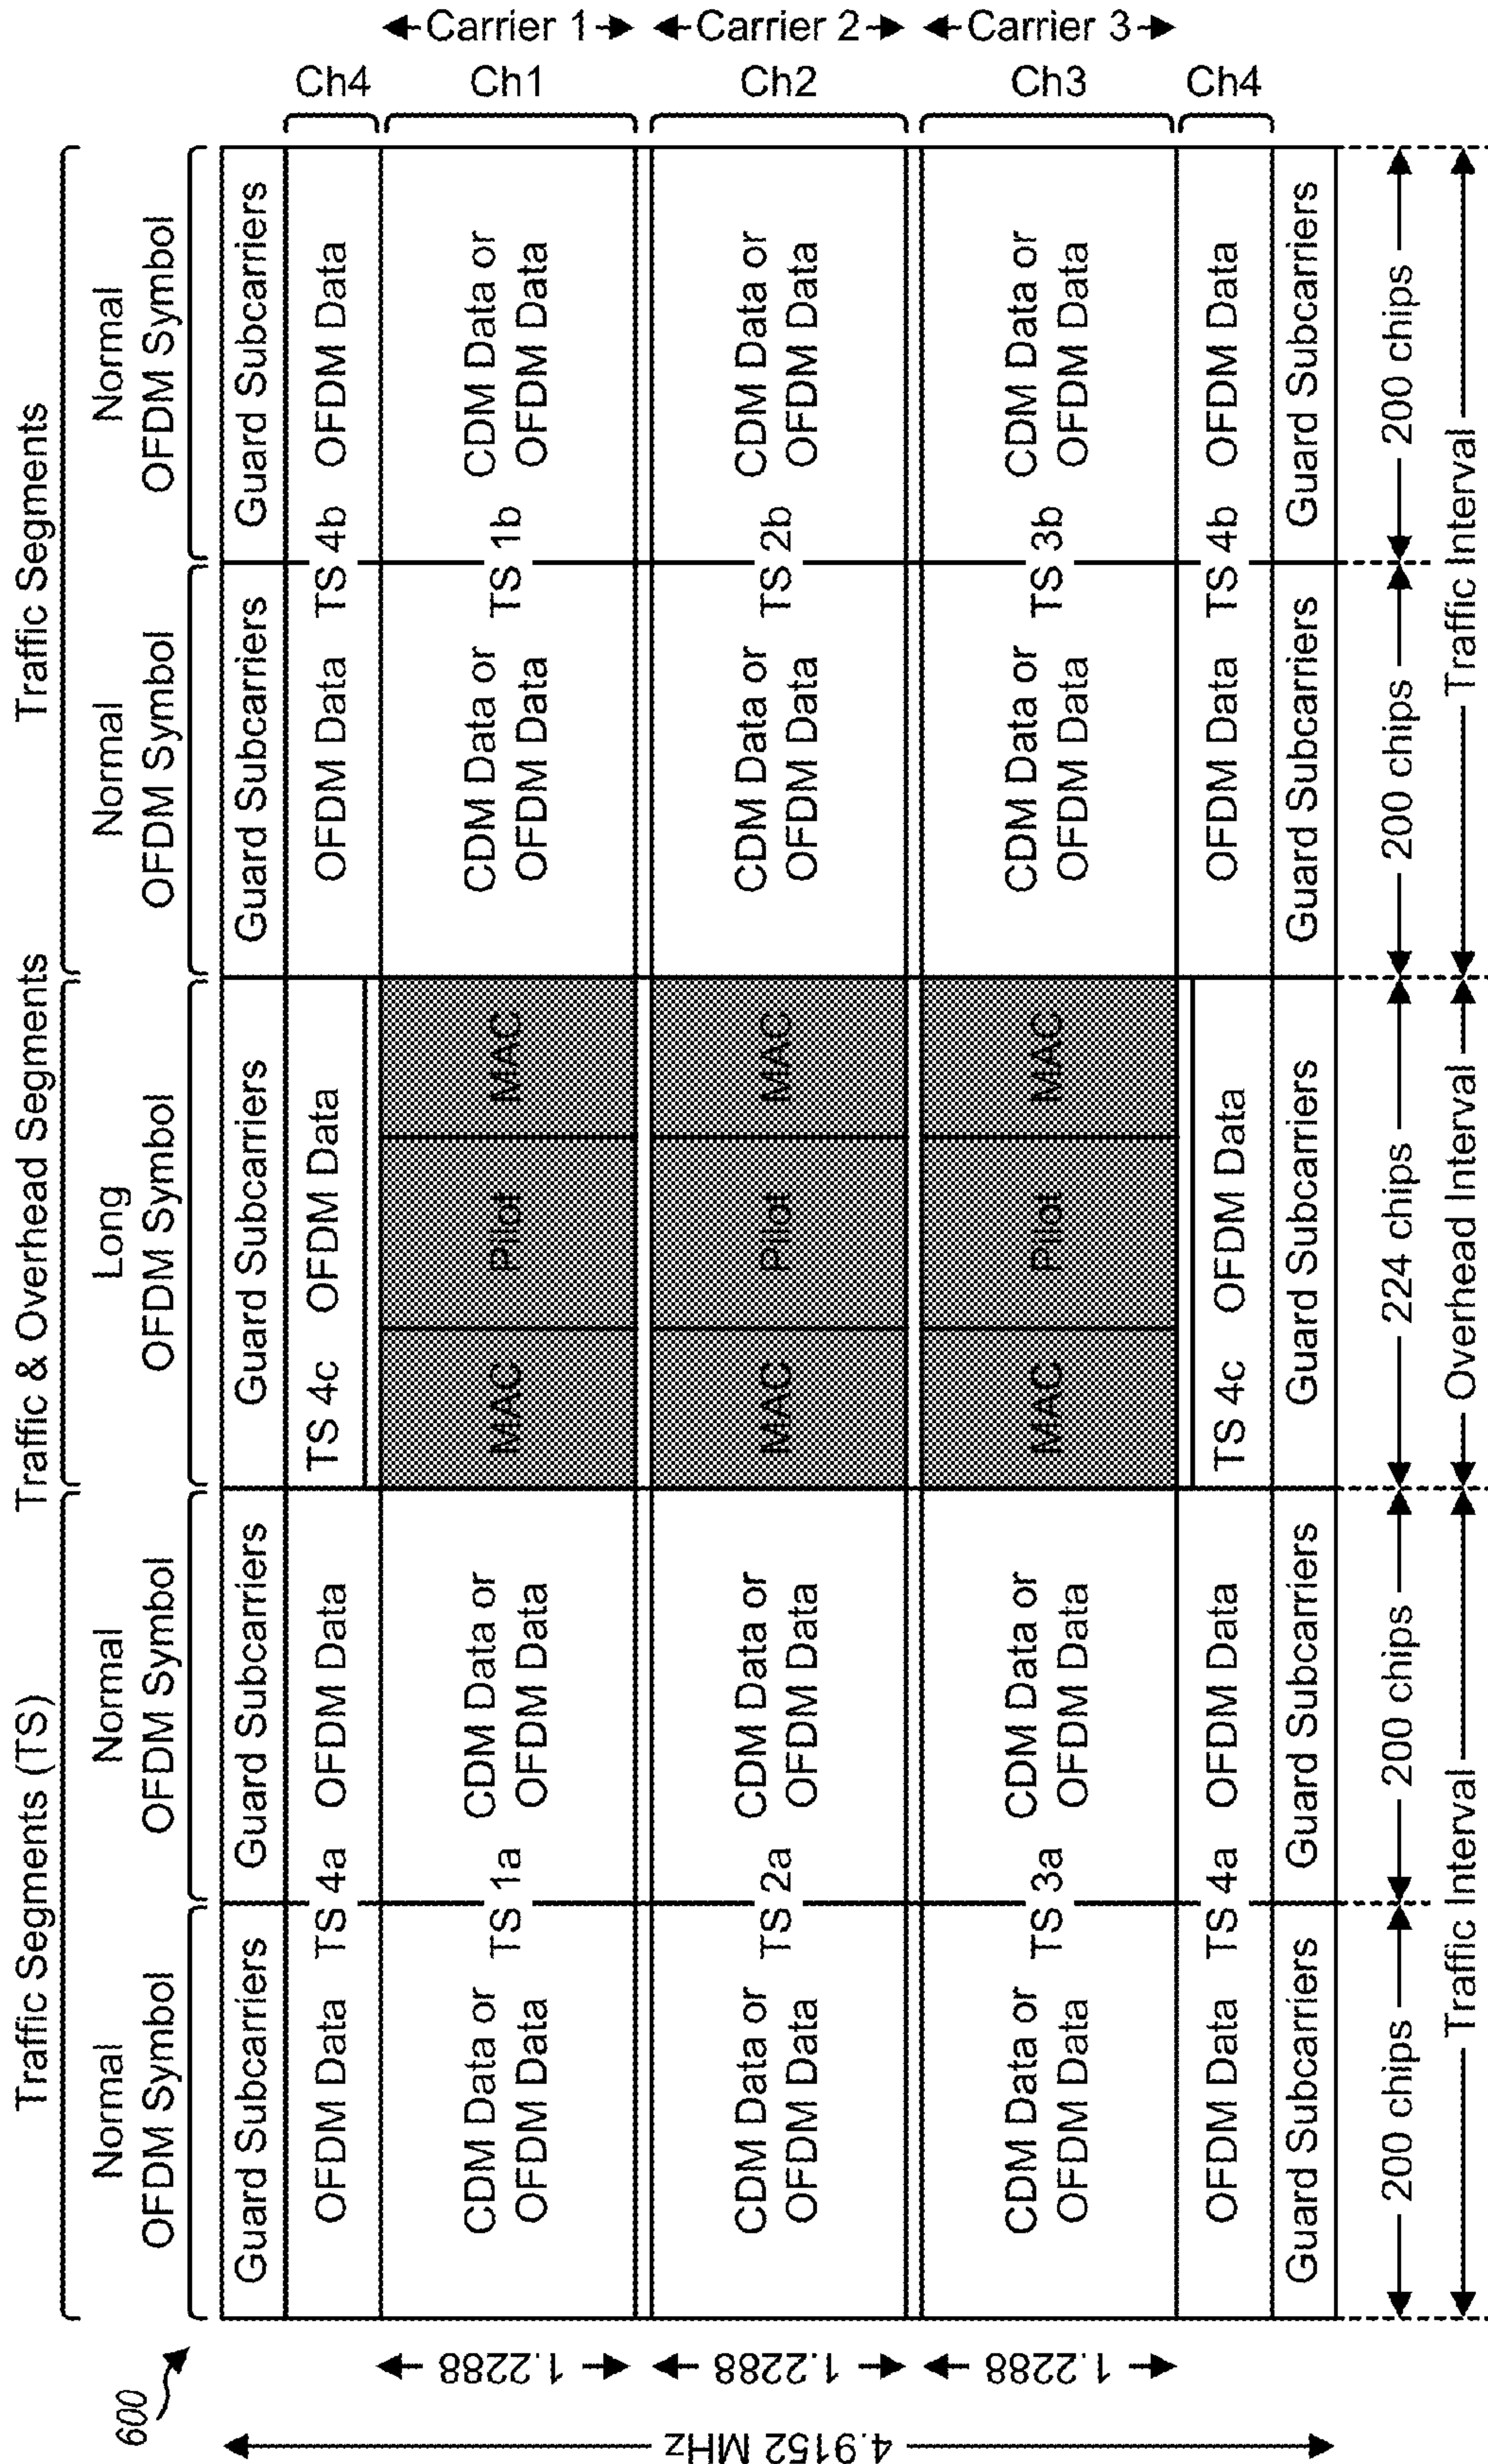 600
Traffic Segments (TS)
Traffic & Overhead Segments
Traffic Segments
Normal
OFDM Symbol
Normal
OFDM Symbol
Long
OFDM Symbol
Normal
OFDM Symbol
Normal
OFDM Symbol
Guard Subcarriers
Guard Subcarriers
Guard Subcarriers
Guard Subcarriers
Guard Subcarriers
OFDM Data TS 4a OFDM Data
TS 4c OFDM Data
OFDM Data TS 4b OFDM Data
Ch4
CDM Data or
OFDM Data
TS 1a
CDM Data or
OFDM Data
MAC
Pilot
MAC
CDM Data or
OFDM Data
TS 1b
CDM Data or
OFDM Data
Ch1
Carrier 1
1.2288
CDM Data or
OFDM Data
TS 2a
CDM Data or
OFDM Data
MAC
Pilot
MAC
CDM Data or
OFDM Data
TS 2b
CDM Data or
OFDM Data
Ch2
Carrier 2
1.2288
CDM Data or
OFDM Data
TS 3a
CDM Data or
OFDM Data
MAC
Pilot
MAC
CDM Data or
OFDM Data
TS 3b
CDM Data or
OFDM Data
Ch3
Carrier 3
1.2288
4.9152 MHz
OFDM Data TS 4a OFDM Data
TS 4c OFDM Data
OFDM Data TS 4b OFDM Data
Ch4
Guard Subcarriers
Guard Subcarriers
Guard Subcarriers
Guard Subcarriers
Guard Subcarriers
200 chips
200 chips
224 chips
200 chips
200 chips
Traffic Interval
Overhead Interval
Traffic Interval